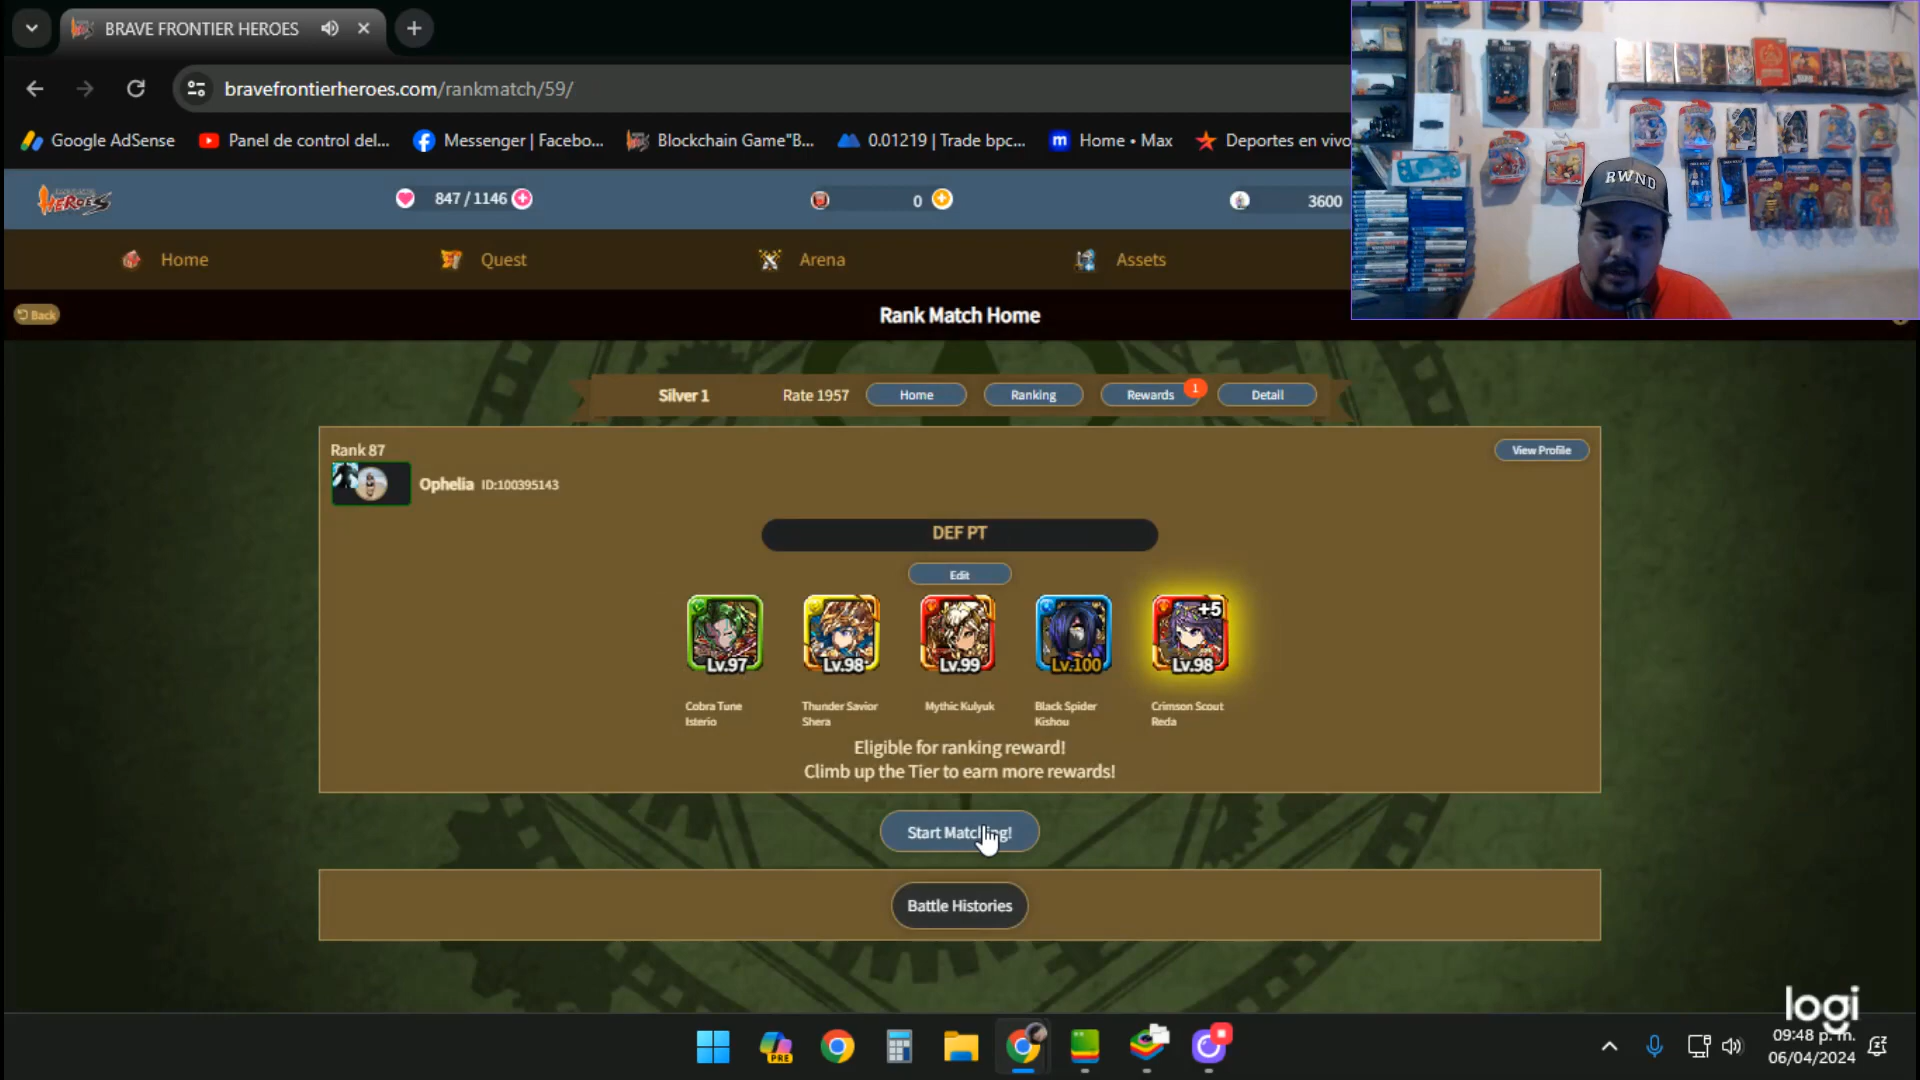 BRAVE FRONTIER HEROES
bravefrontierheroes.com/rankmatch/59/
Google AdSense
Panel de control del...
Messenger | Facebo...
Blockchain Game"B...
0.01219 | Trade bpc...
Home • Max
Deportes en vivo
HEROES
847 / 1146
0
3600
Home
Quest
Arena
Assets
Back
Rank Match Home
Silver 1
Rate 1957
Home
Ranking
Rewards
1
Detail
Rank 87
View Profile
Ophelia ID:100395143
DEF PT
Edit
+5
Lv.97
Lv.98
Lv.99
Lv.100
Lv.98
Cobra Tune
Isterio
Thunder Savior
Shera
Mythic Kulyuk
Black Spider
Kishou
Crimson Scout
Reda
Eligible for ranking reward!
Climb up the Tier to earn more rewards!
Start Matching!
Battle Histories
RWND
logi
PRE
09:48 p. m.
06/04/2024